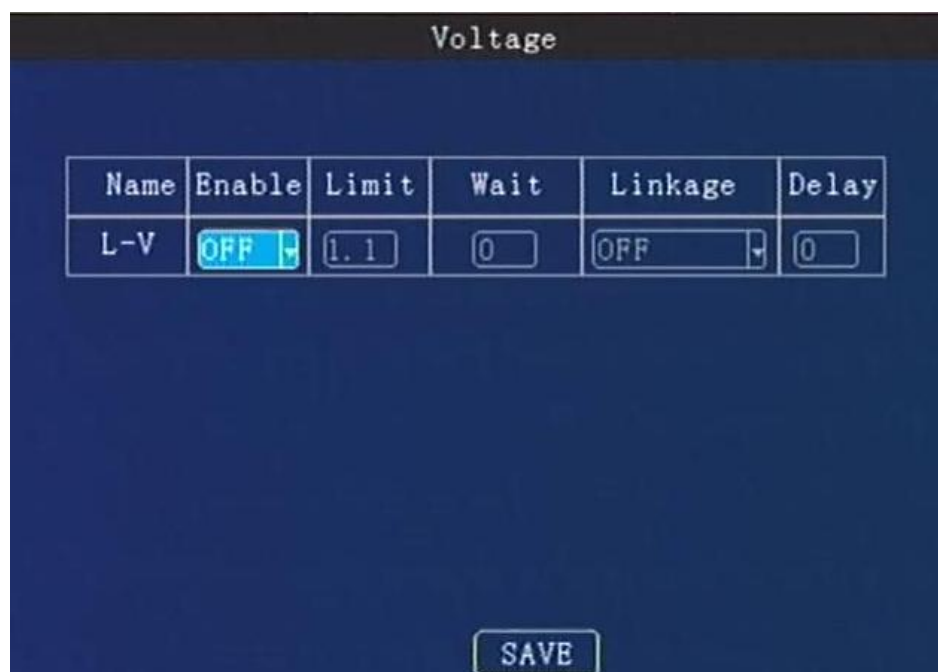 Voltage
Name Enable Limit Wait Linkage Delay
L-V OFF 1.1 0 OFF 0
SAVE